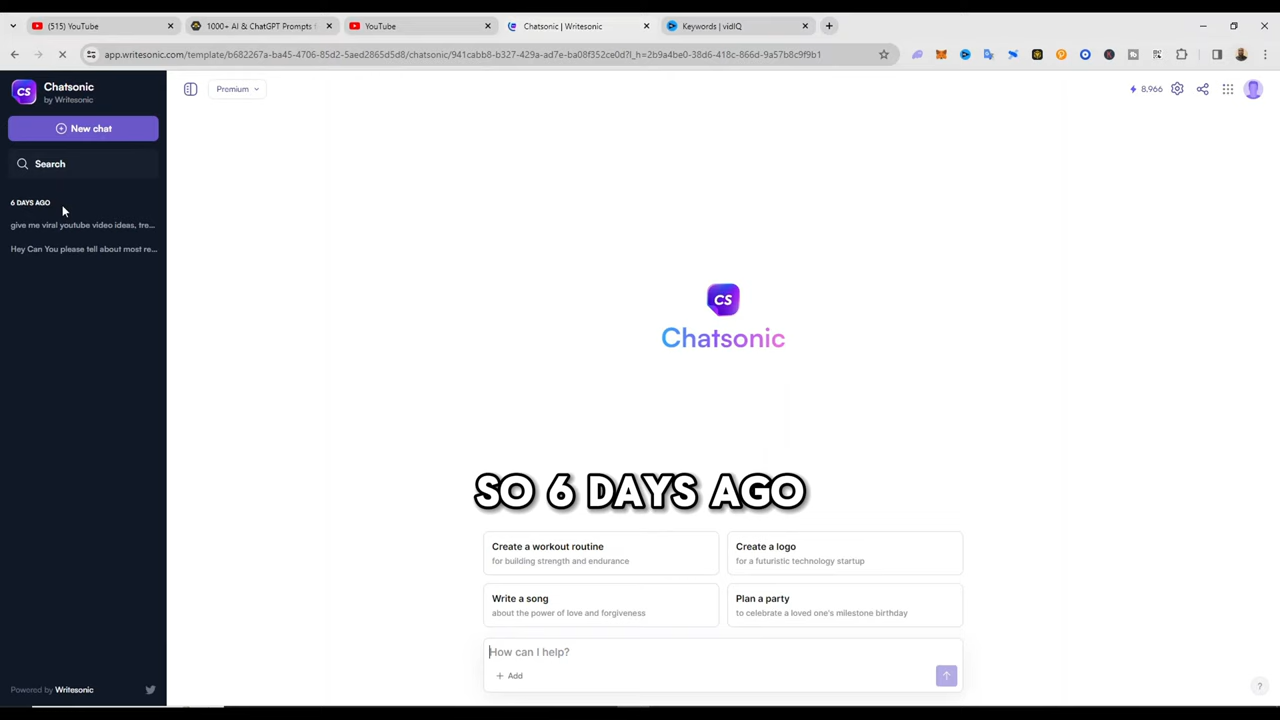 (515) YouTube
1000+ AI & ChatGPT Prompts f
YouTube
Chatsonic | Writesonic
Keywords | vidIQ
app.writesonic.com/template/b682267a-ba45-4706-85d2-5aed2865d5d8/chatsonic/941cabb8-b327-429a-ad7e-ba08f352ce0d?l_h=2b9a4be0-38d6-418c-866d-9a57b8c9f9b1
CS
Chatsonic
by Writesonic
Premium
8,966
New chat
Search
6 DAYS AGO
give me viral youtube video ideas, tre...
Hey Can You please tell about most re...
CS
Chatsonic
SO 6 DAYS AGO
Create a workout routine
for building strength and endurance
Create a logo
for a futuristic technology startup
Write a song
about the power of love and forgiveness
Plan a party
to celebrate a loved one's milestone birthday
How can I help?
+ Add
Powered by Writesonic
?